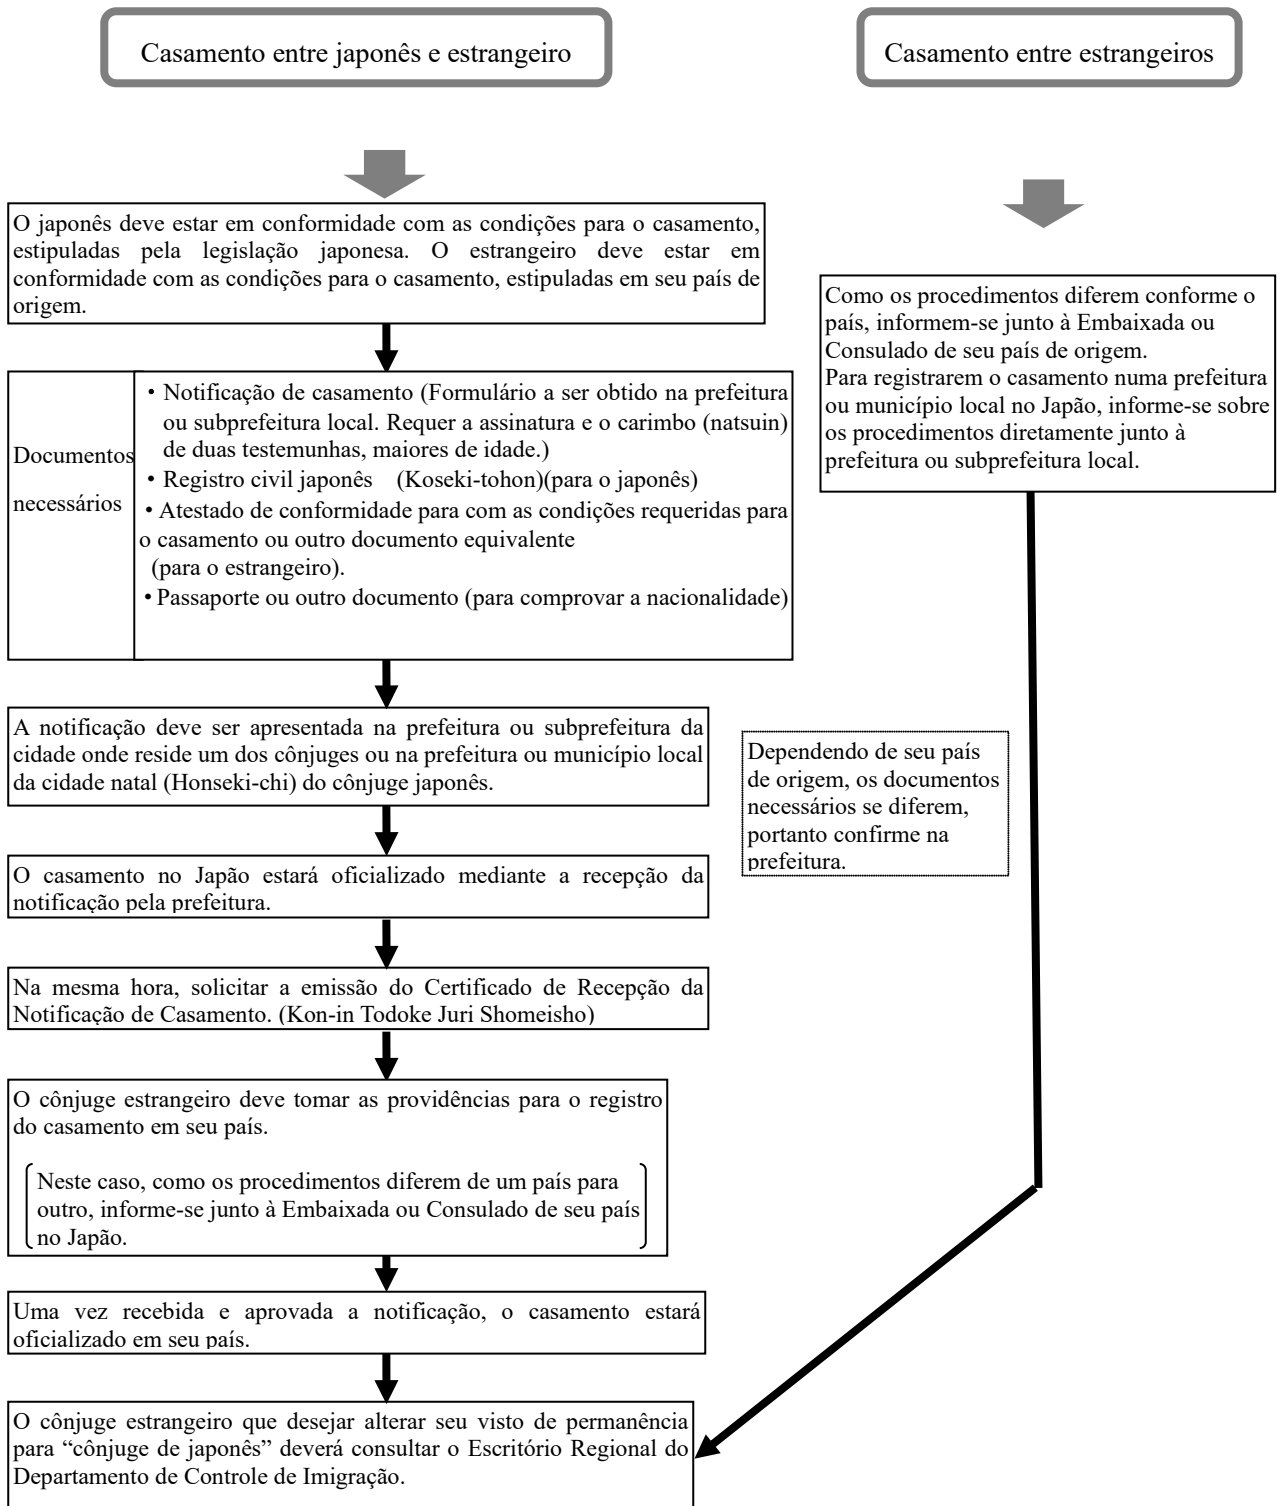 Casamento entre japonês e estrangeiro
Casamento entre estrangeiros
O japonês deve estar em conformidade com as condições para o casamento,
estipuladas pela legislação japonesa. O estrangeiro deve estar em
conformidade com as condições para o casamento, estipuladas em seu país de
origem.
Como os procedimentos diferem conforme o
país, informem-se junto à Embaixada ou
Consulado de seu país de origem.
Para registrarem o casamento numa prefeitura
ou município local no Japão, informe-se sobre
os procedimentos diretamente junto à
prefeitura ou subprefeitura local.
Documentos
necessários
・Notificação de casamento (Formulário a ser obtido na prefeitura
ou subprefeitura local. Requer a assinatura e o carimbo (natsuin)
de duas testemunhas, maiores de idade.)
・Registro civil japonês (Koseki-tohon)(para o japonês)
・Atestado de conformidade para com as condições requeridas para
o casamento ou outro documento equivalente
(para o estrangeiro).
・Passaporte ou outro documento (para comprovar a nacionalidade)
A notificação deve ser apresentada na prefeitura ou subprefeitura da
cidade onde reside um dos cônjuges ou na prefeitura ou município local
da cidade natal (Honseki-chi) do cônjuge japonês.
Dependendo de seu país
de origem, os documentos
necessários se diferem,
portanto confirme na
prefeitura.
O casamento no Japão estará oficializado mediante a recepção da
notificação pela prefeitura.
Na mesma hora, solicitar a emissão do Certificado de Recepção da
Notificação de Casamento. (Kon-in Todoke Juri Shomeisho)
O cônjuge estrangeiro deve tomar as providências para o registro
do casamento em seu país.
Neste caso, como os procedimentos diferem de um país para
outro, informe-se junto à Embaixada ou Consulado de seu país
no Japão.
Uma vez recebida e aprovada a notificação, o casamento estará
oficializado em seu país.
O cônjuge estrangeiro que desejar alterar seu visto de permanência
para “cônjuge de japonês” deverá consultar o Escritório Regional do
Departamento de Controle de Imigração.